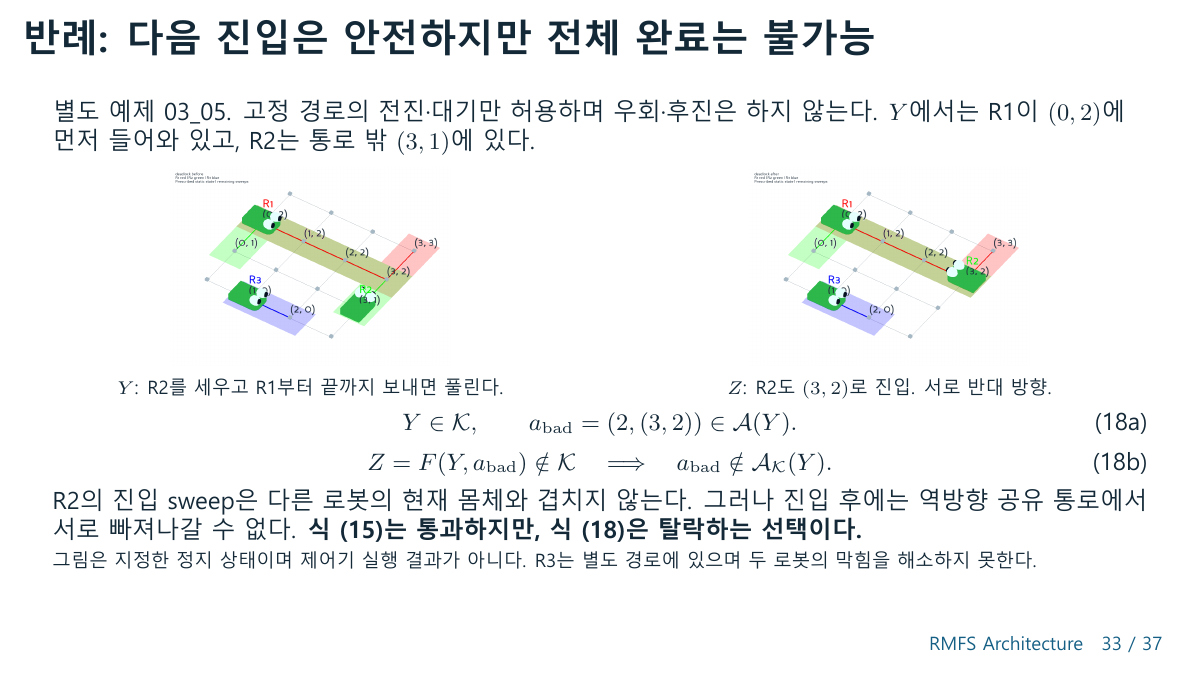 반례: 다음 진입은 안전하지만 전체 완료는 불가능
별도 예제 03_05. 고정 경로의 전진·대기만 허용하며 우회·후진은 하지 않는다. Y에서는 R1이 (0, 2)에
먼저 들어와 있고, R2는 통로 밖 (3, 1)에 있다.
R1
(1, 2)
(2, 2)
(3, 3)
(3, 2)
(0, 1)
R3
R2
(3, 1)
(2, 0)
R1
(1, 2)
(2, 2)
(3, 3)
R2
(3, 2)
(0, 1)
R3
(2, 0)
Y: R2를 세우고 R1부터 끝까지 보내면 풀린다.
Z: R2도 (3, 2)로 진입. 서로 반대 방향.
Y ∈ 𝒦, a_bad = (2, (3, 2)) ∈ 𝒜(Y). (18a)
Z = F(Y, a_bad) ∉ 𝒦 ⟹ a_bad ∉ 𝒜_𝒦(Y). (18b)
R2의 진입 sweep은 다른 로봇의 현재 몸체와 겹치지 않는다. 그러나 진입 후에는 역방향 공유 통로에서
서로 빠져나갈 수 없다. 식 (15)는 통과하지만, 식 (18)은 탈락하는 선택이다.
그림은 지정한 정지 상태이며 제어기 실행 결과가 아니다. R3는 별도 경로에 있으며 두 로봇의 막힘을 해소하지 못한다.
RMFS Architecture 33 / 37